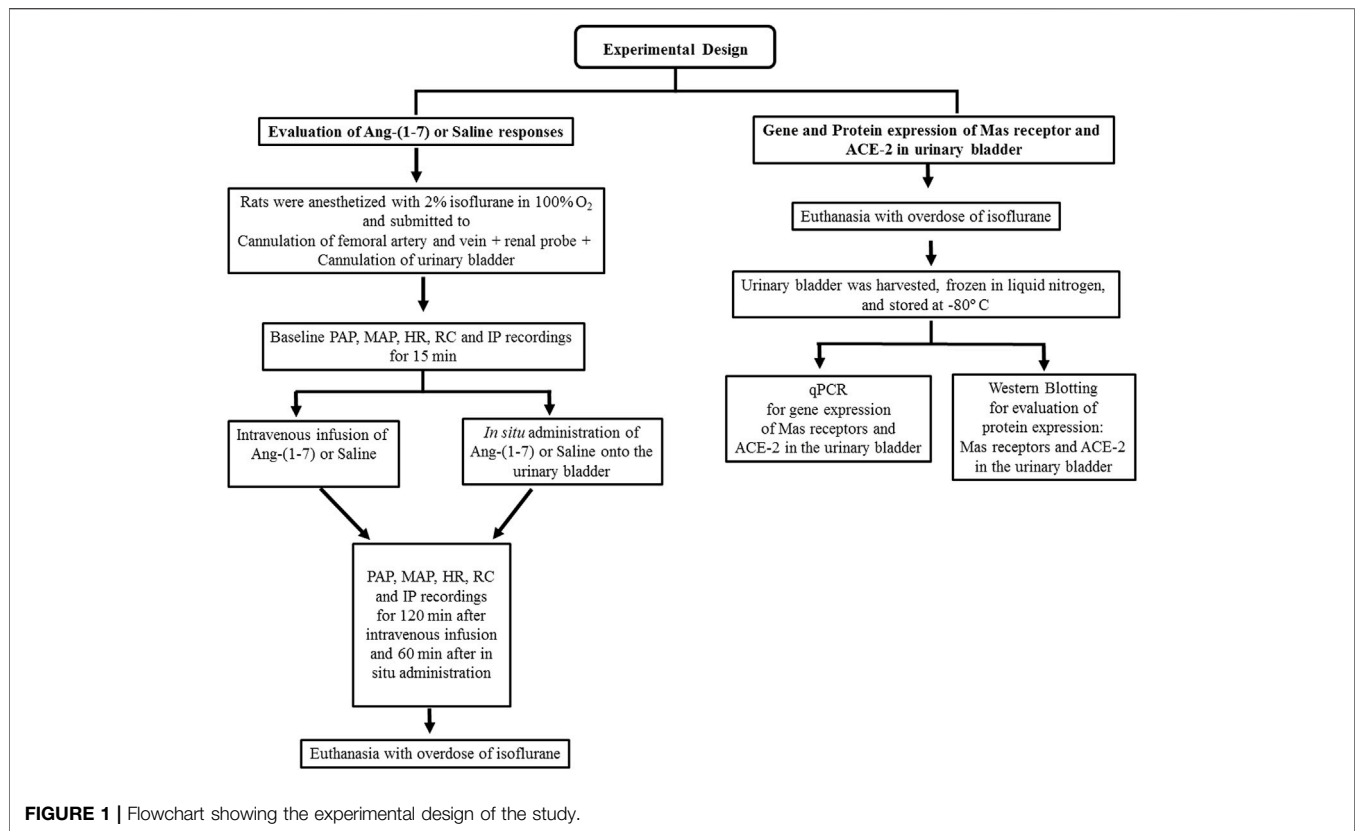 Experimental Design
Evaluation of Ang-(1-7) or Saline responses
Rats were anesthetized with 2% isoflurane in 100% O2
and submitted to
Cannulation of femoral artery and vein + renal probe +
Cannulation of urinary bladder
Baseline PAP, MAP, HR, RC and IP recordings
for 15 min
Intravenous infusion of
Ang-(1-7) or Saline
In situ administration of
Ang-(1-7) or Saline onto the
urinary bladder
PAP, MAP, HR, RC
and IP recordings
for 120 min after
intravenous infusion
and 60 min after in
situ administration
Euthanasia with overdose of isoflurane
Gene and Protein expression of Mas receptor and
ACE-2 in urinary bladder
Euthanasia with overdose of isoflurane
Urinary bladder was harvested, frozen in liquid nitrogen,
and stored at -80° C
qPCR
for gene expression
of Mas receptors and
ACE-2 in the urinary bladder
Western Blotting
for evaluation of
protein expression:
Mas receptors and ACE-2
in the urinary bladder
FIGURE 1 | Flowchart showing the experimental design of the study.